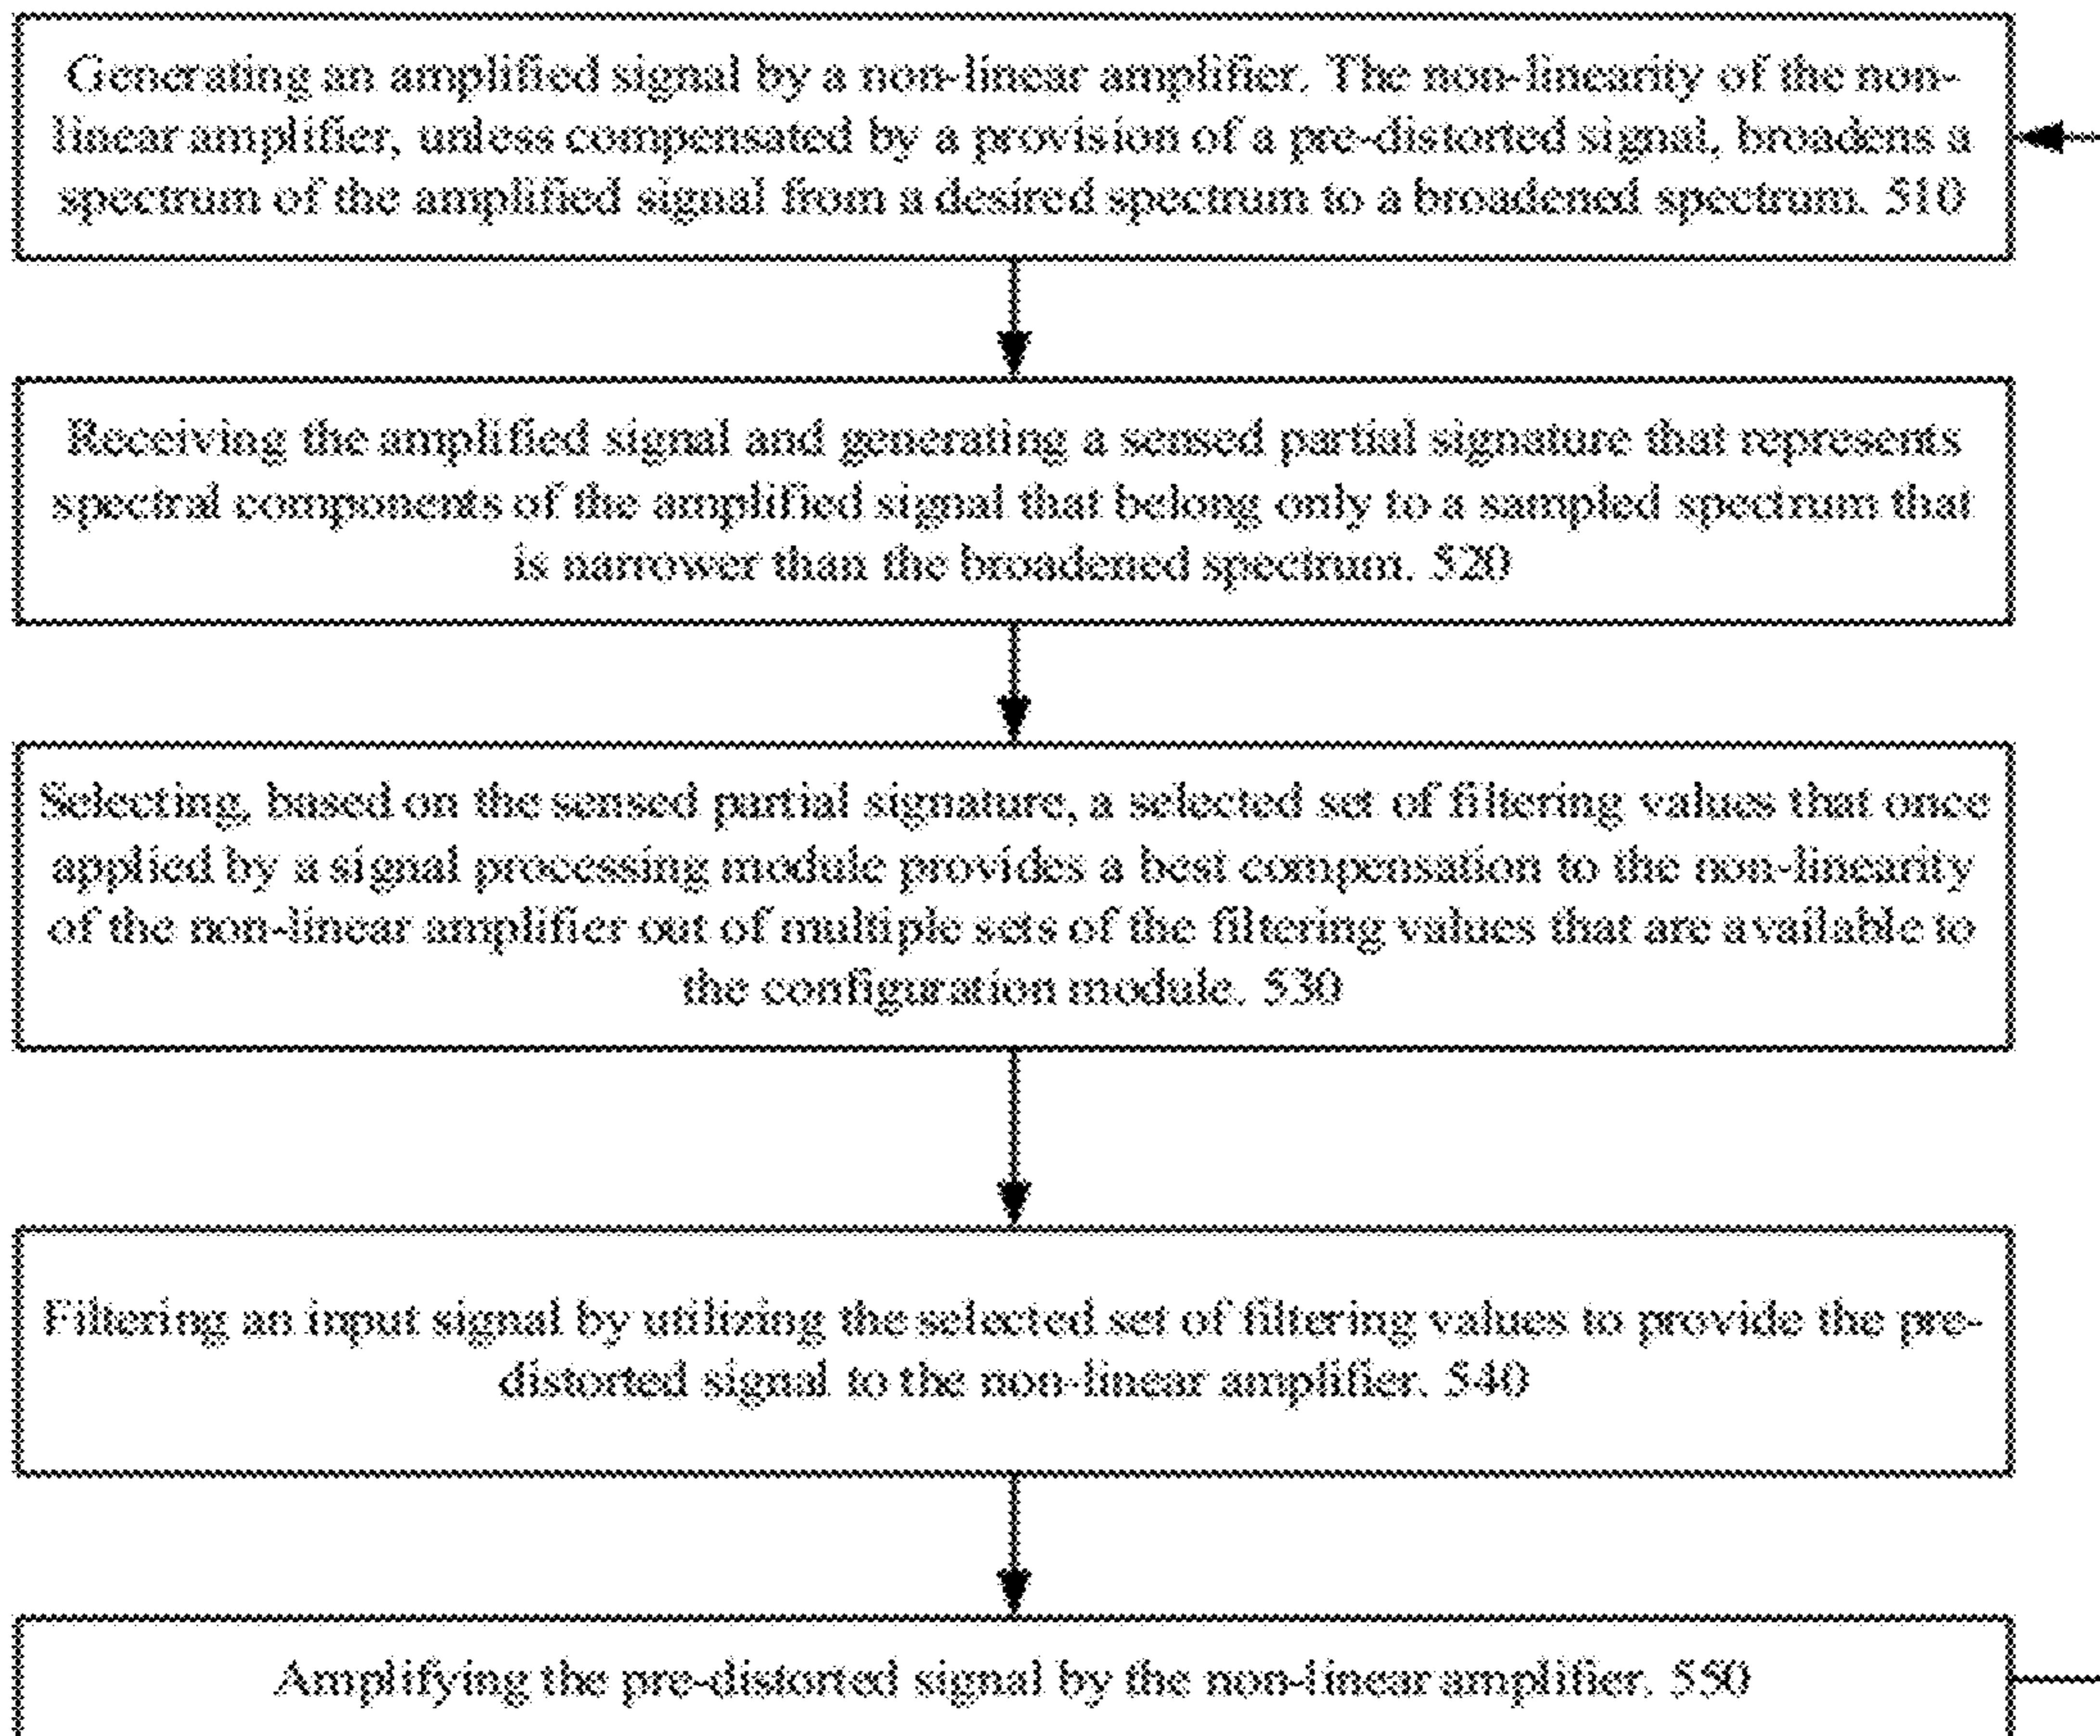 Generating an amplified signal by a non-linear amplifier. The non-linearity of the non-
linear amplifier, unless compensated by a provision of a pre-distorted signal, broadens a
spectrum of the amplified signal from a desired spectrum to a broadened spectrum. 510
Receiving the amplified signal and generating a sensed partial signature that represents
spectral components of the amplified signal that belong only to a sampled spectrum that
is narrower than the broadened spectrum. 520
Selecting, based on the sensed partial signature, a selected set of filtering values that once
applied by a signal processing module provides a best compensation to the non-linearity
of the non-linear amplifier out of multiple sets of the filtering values that are available to
the configuration module. 530
Filtering an input signal by utilizing the selected set of filtering values to provide the pre-
distorted signal to the non-linear amplifier. 540
Amplifying the pre-distorted signal by the non-linear amplifier. 550